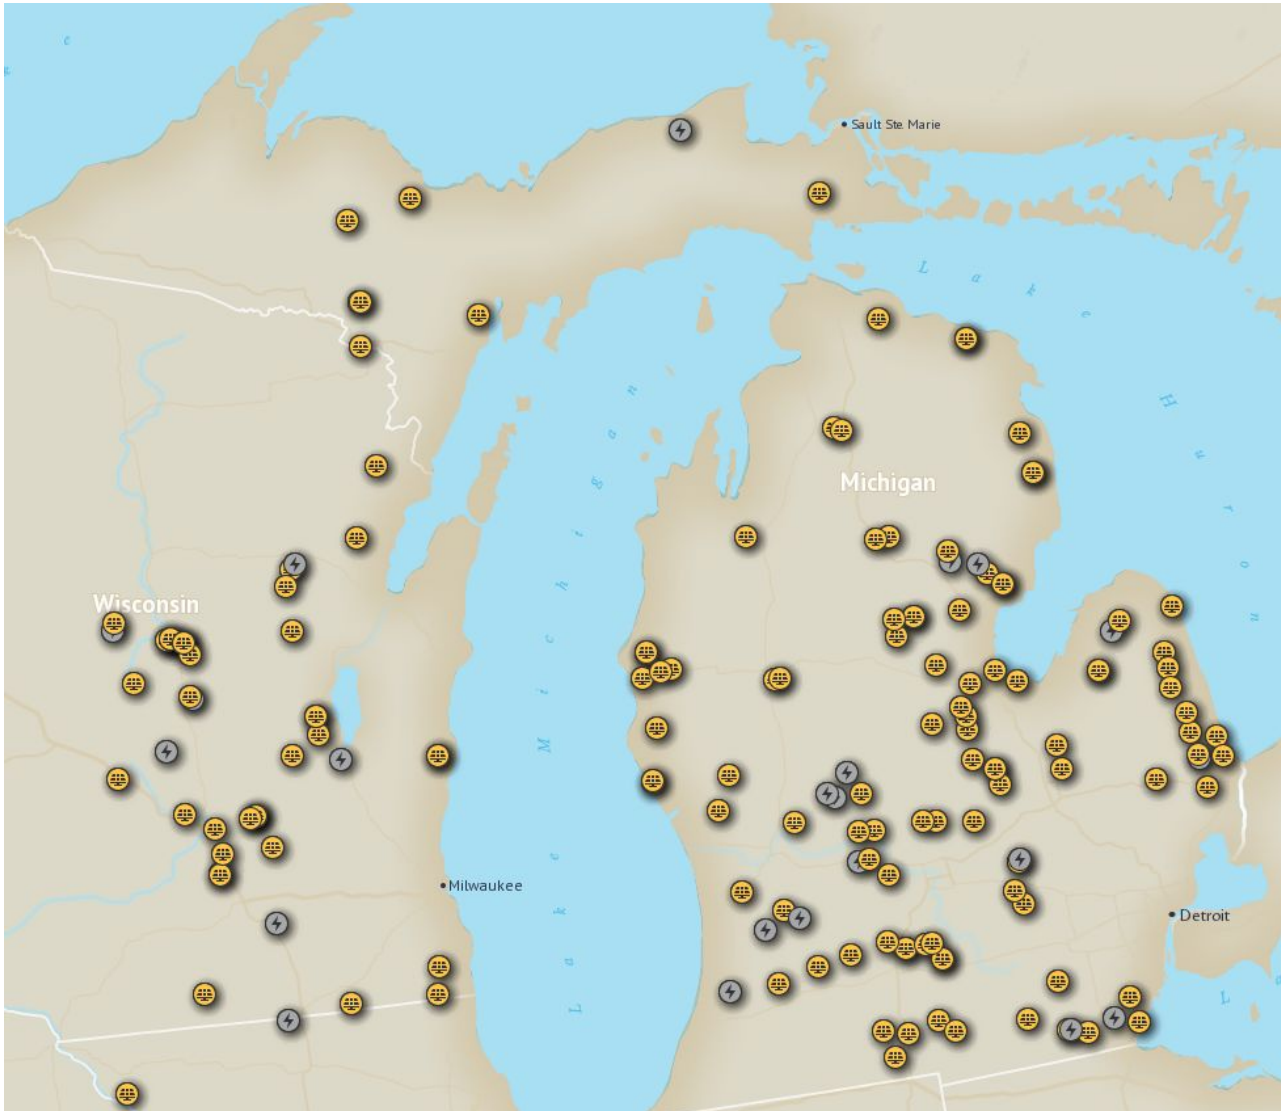 c
Sault Ste. Marie
L a k e
H u r o n
Michigan
Wisconsin
L a k e
M i c h i g a n
Milwaukee
Detroit
L